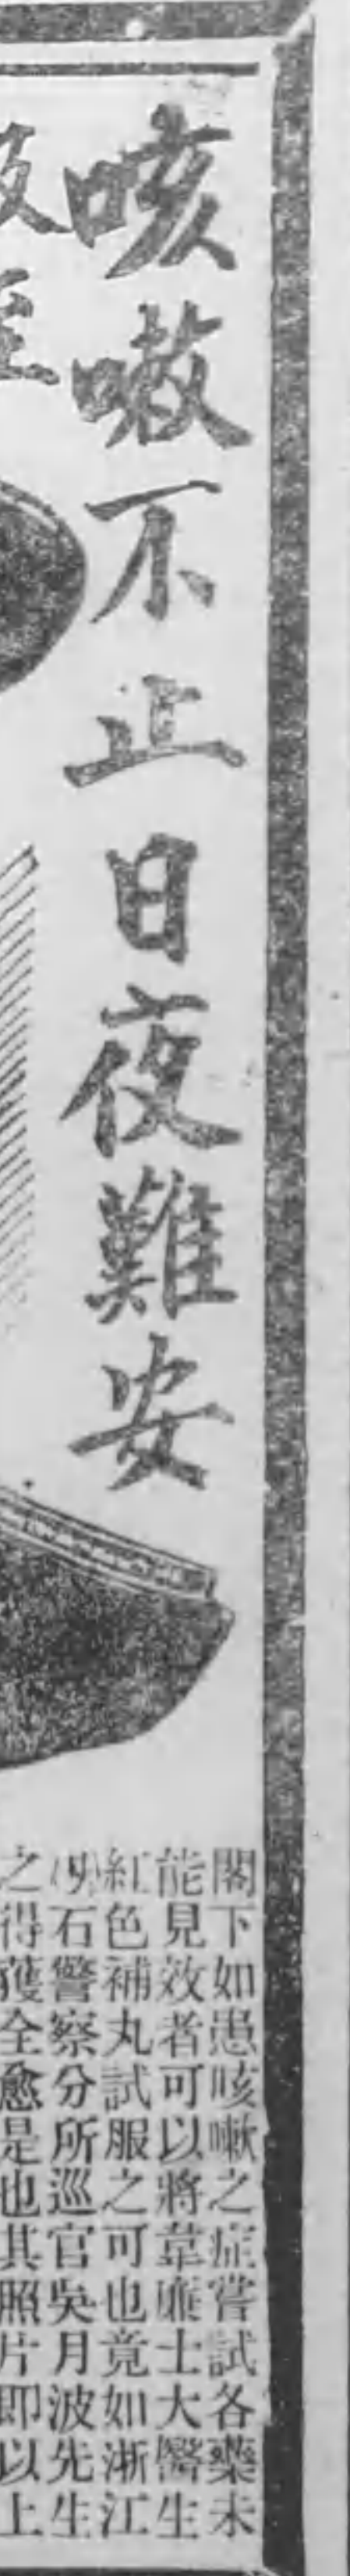 咳嗽不止日夜難安
至
閣下如患咳嗽之症嘗試各藥未
能見效者可以將韋廉士大醫生
紅色補丸試服之可也竟如浙江
石警察分所巡官吳月波先生
之得獲全愈是也其照片即以上